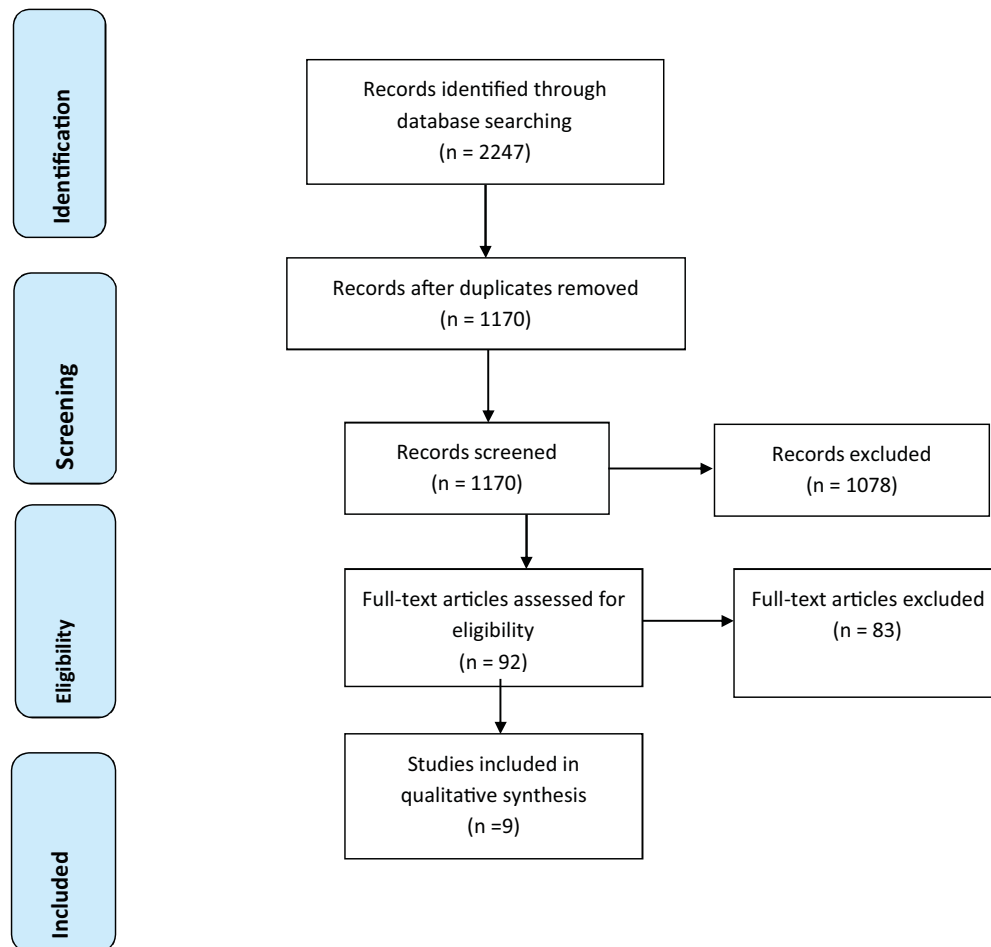 Identification
Records identified through
database searching
(n = 2247)
Records after duplicates removed
(n = 1170)
Screening
Records screened
(n = 1170)
Records excluded
(n = 1078)
Eligibility
Full-text articles assessed for
eligibility
(n = 92)
Full-text articles excluded
(n = 83)
Included
Studies included in
qualitative synthesis
(n =9)